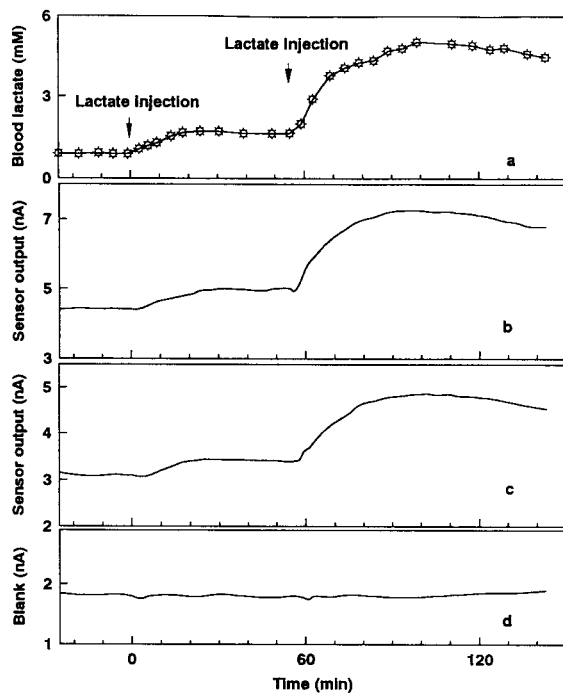 6
Lactate Injection
Lactate Injection
3
Blood lactate (mM)
0
a
7
5
Sensor output (nA)
3
b
5
4
3
Sensor output (nA)
2
c
2
Blank (nA)
1
d
0 60 120
Time (min)